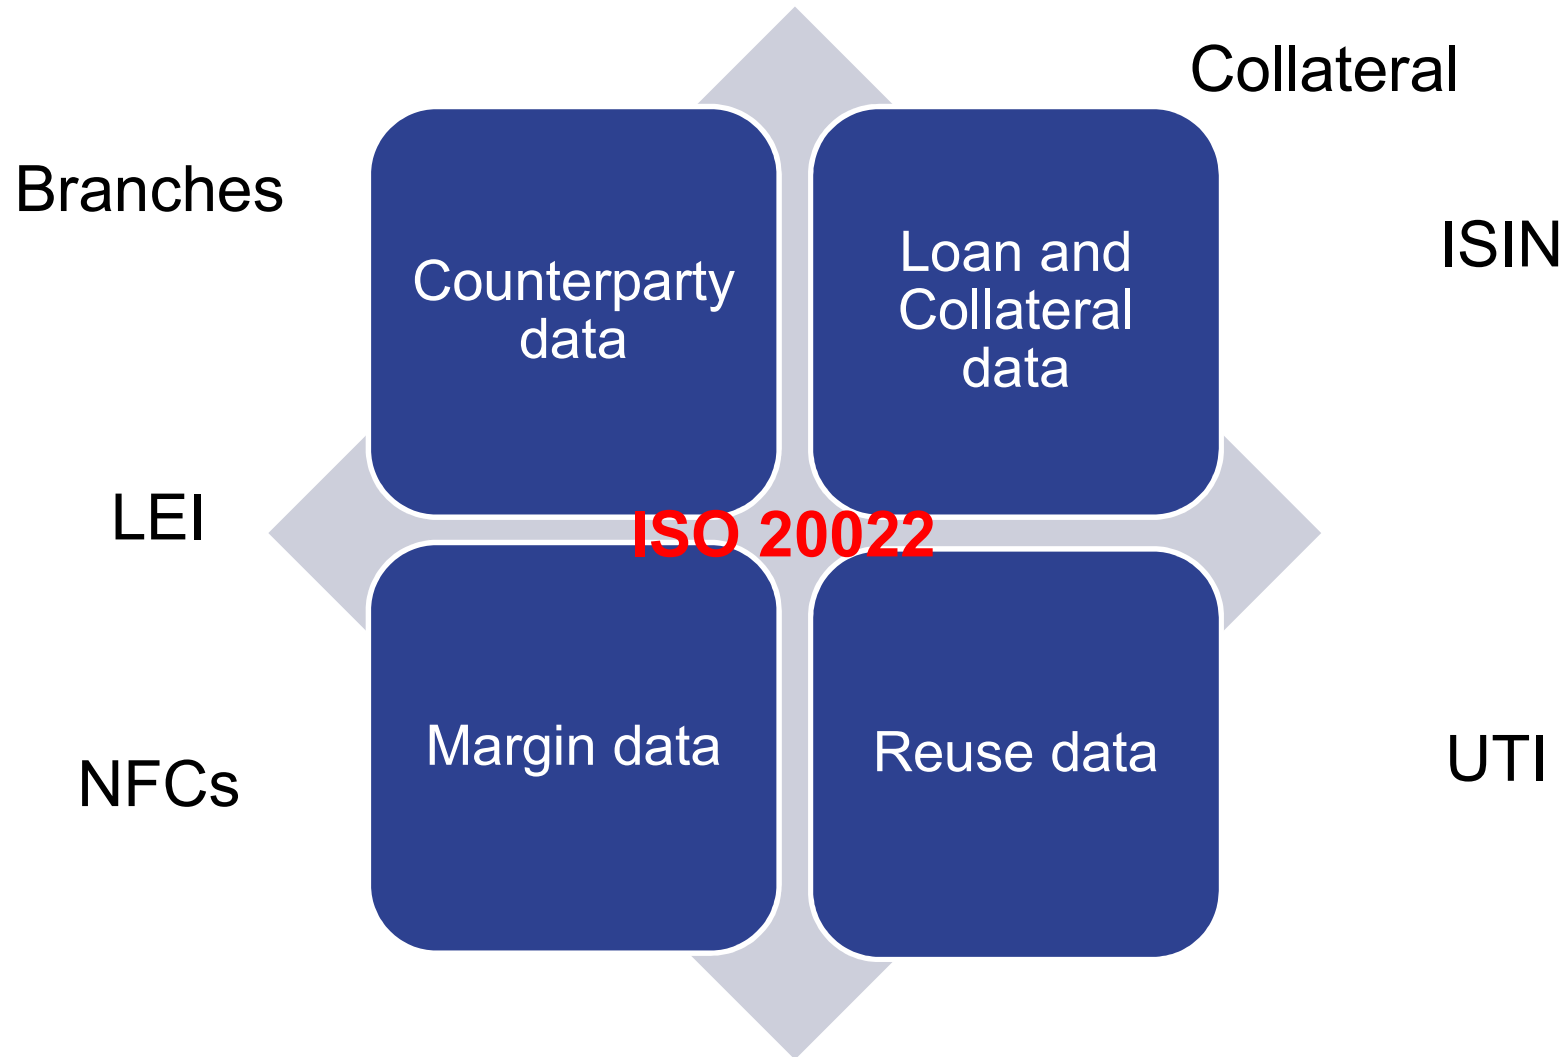 Collateral
Branches
ISIN
Counterparty
data
Loan and
Collateral
data
LEI
ISO 20022
NFCs
Margin data
Reuse data
UTI